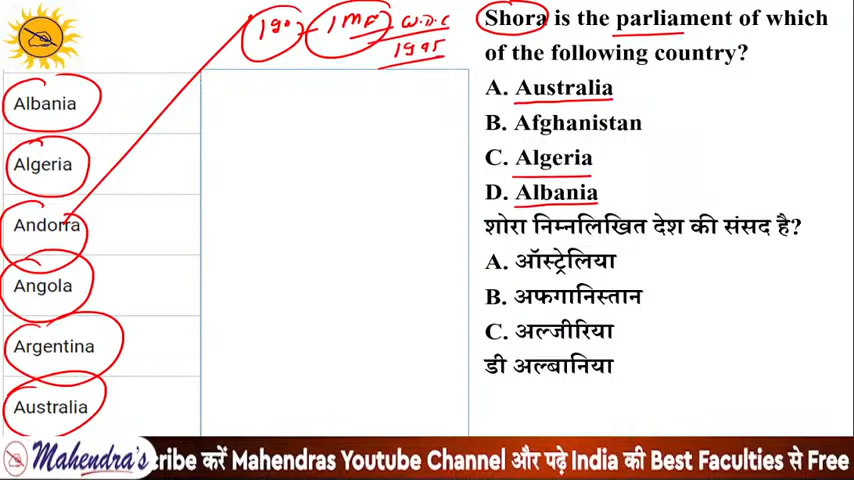 190 - IMF - W.D.C
1995
Albania
Algeria
Andorra
Angola
Argentina
Australia
Shora is the parliament of which
of the following country?
A. Australia
B. Afghanistan
C. Algeria
D. Albania
शोरा निम्नलिखित देश की संसद है?
A. ऑस्ट्रेलिया
B. अफगानिस्तान
C. अल्जीरिया
डी अल्बानिया
Mahendra's
cribe करें Mahendras Youtube Channel और पढ़े India की Best Faculties से Free